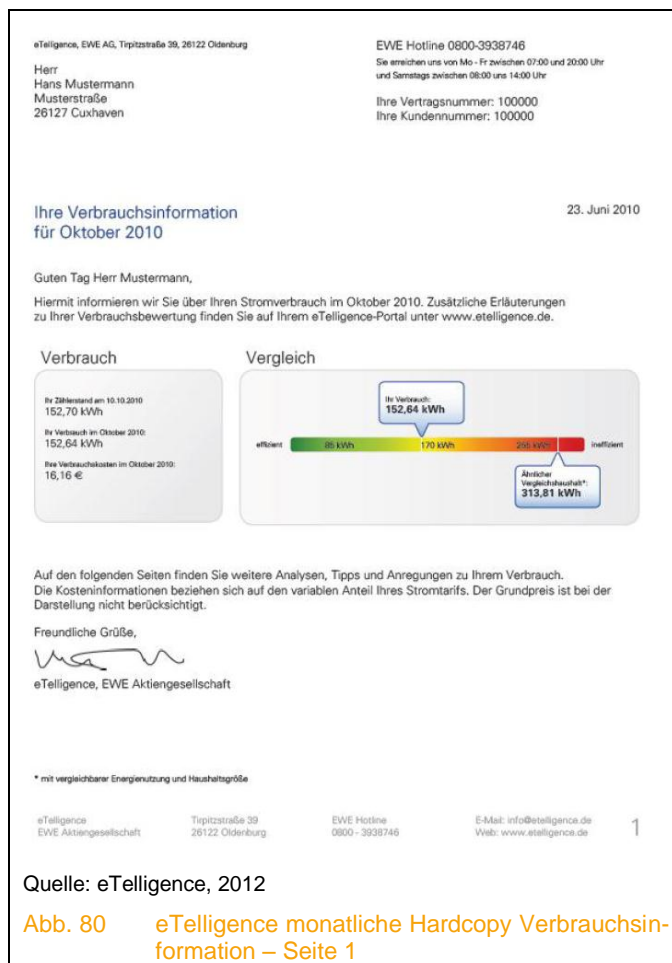 eTelligence, EWE AG, Tirpitzstraße 39, 26122 Oldenburg
Herr
Hans Mustermann
Musterstraße
26127 Cuxhaven
EWE Hotline 0800-3938746
Sie erreichen uns von Mo - Fr zwischen 07:00 und 20:00 Uhr
und Samstags zwischen 08:00 uns 14:00 Uhr
Ihre Vertragsnummer: 100000
Ihre Kundennummer: 100000
Ihre Verbrauchsinformation
für Oktober 2010
23. Juni 2010
Guten Tag Herr Mustermann,
Hiermit informieren wir Sie über Ihren Stromverbrauch im Oktober 2010. Zusätzliche Erläuterungen
zu Ihrer Verbrauchsbewertung finden Sie auf Ihrem eTelligence-Portal unter www.etelligence.de.
Verbrauch
Ihr Zählerstand am 10.10.2010
152,70 kWh
Ihr Verbrauch im Oktober 2010:
152,64 kWh
Ihre Verbrauchskosten im Oktober 2010:
16,16 €
Vergleich
Ihr Verbrauch:
152,64 kWh
effizient 85 kWh 170 kWh 255 kWh ineffizient
Ähnlicher
Vergleichshaushalt*:
313,81 kWh
Auf den folgenden Seiten finden Sie weitere Analysen, Tipps und Anregungen zu Ihrem Verbrauch.
Die Kosteninformationen beziehen sich auf den variablen Anteil Ihres Stromtarifs. Der Grundpreis ist bei der
Darstellung nicht berücksichtigt.
Freundliche Grüße,
eTelligence, EWE Aktiengesellschaft
* mit vergleichbarer Energienutzung und Haushaltsgröße
eTelligence
EWE Aktiengesellschaft
Tirpitzstraße 39
26122 Oldenburg
EWE Hotline
0800 - 3938746
E-Mail: info@etelligence.de
Web: www.etelligence.de
1
Quelle: eTelligence, 2012
Abb. 80 eTelligence monatliche Hardcopy Verbrauchsin-
formation – Seite 1